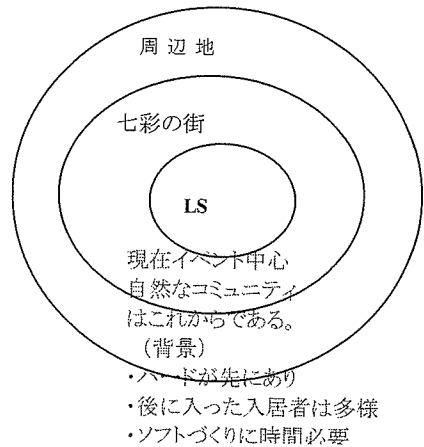 周 辺 地
七彩の街
LS
現在イベント中心
自然なコミュニティ
はこれからである。
(背景)
・ハードが先にあり
・後に入った入居者は多様
・ソフトづくりに時間必要